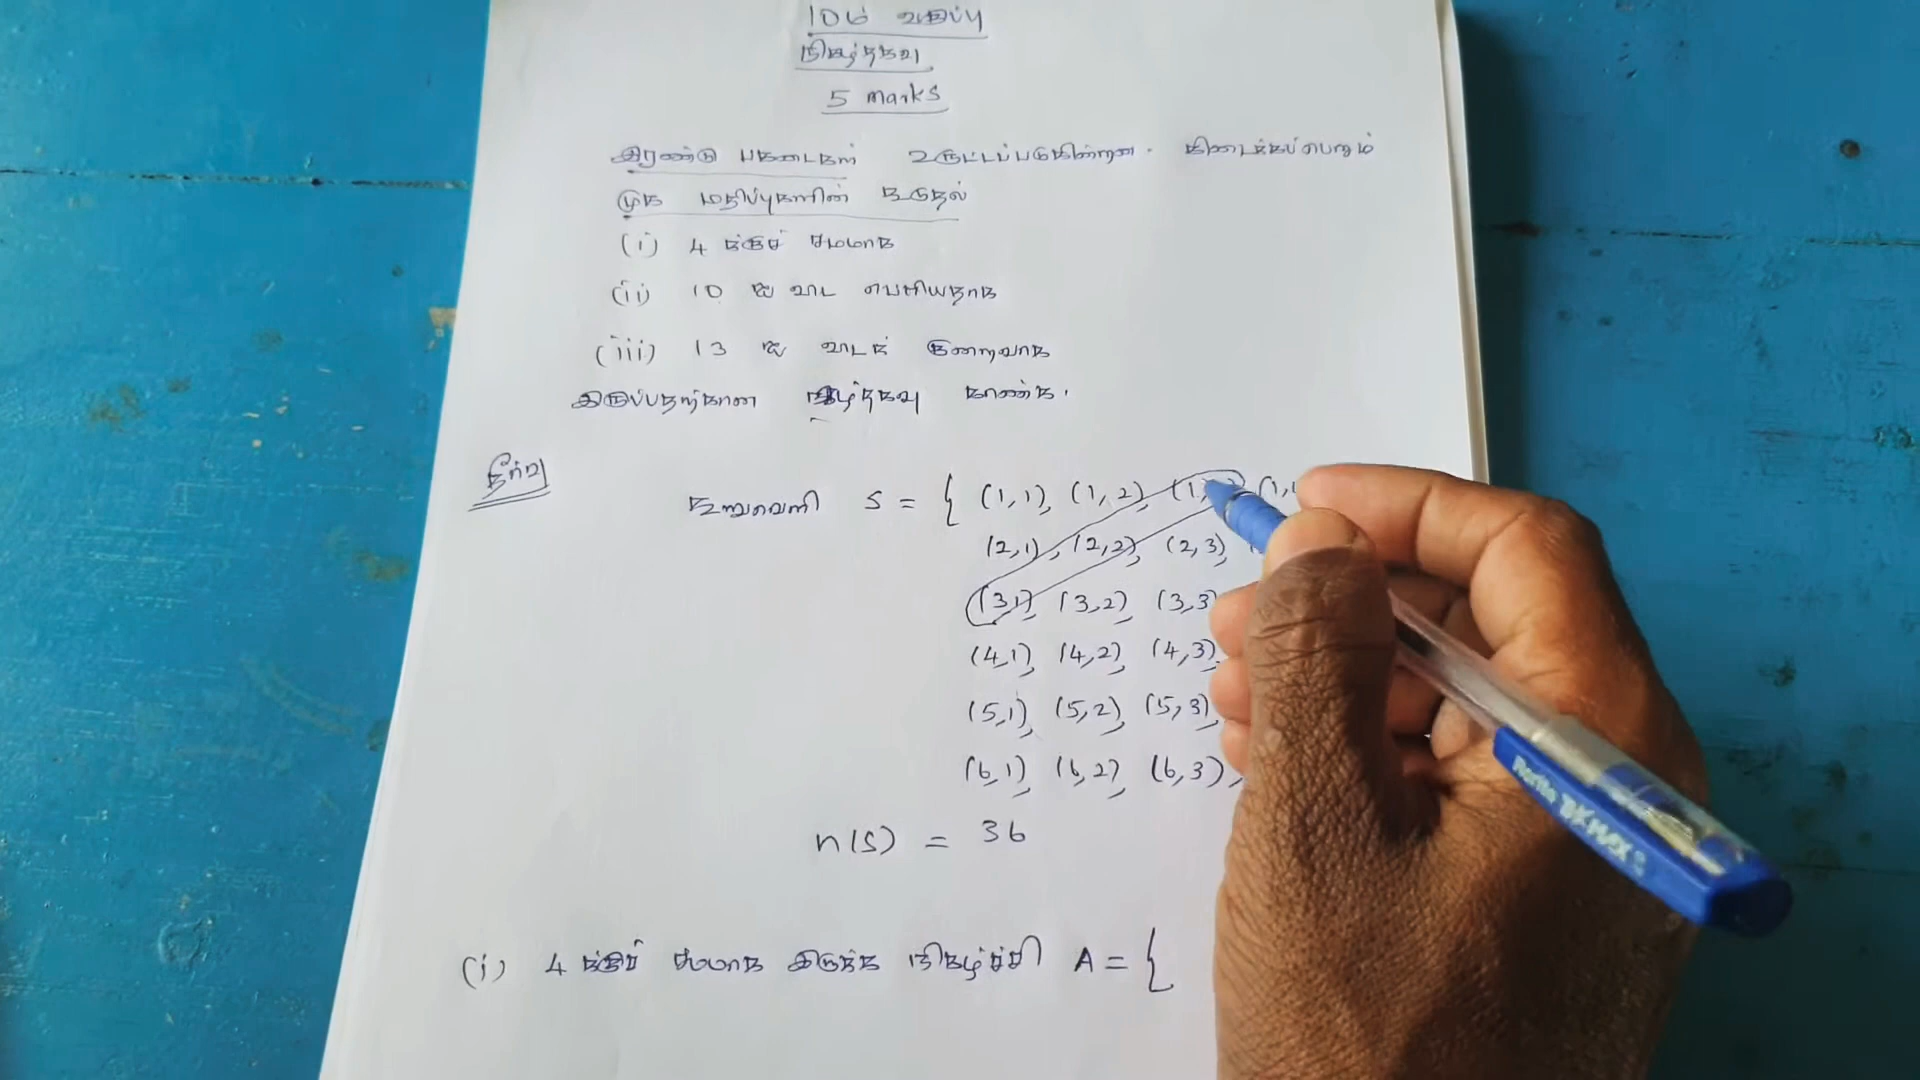 10ம் வகுப்பு
நிகழ்தகவு
5 marks
இரண்டு பகடைகள் உருட்டப்படுகின்றன. கிடைக்கப்பெறும்
முக மதிப்புகளின் கூடுதல்
(i) 4 க்குச் சமமாக
(ii) 10 ஐ விட பெரியதாக
(iii) 13 ஐ விடக் குறைவாக
இருப்பதற்கான நிகழ்தகவு காண்க.
தீர்வு
கூறுவெளி S = { (1,1), (1,2), (1, (1,
(2,1), (2,2), (2,3),
(3,1), (3,2), (3,3)
(4,1), (4,2), (4,3),
(5,1), (5,2), (5,3),
(6,1), (6,2), (6,3),
n(S) = 36
(i) 4 க்குச் சமமாக இருக்க நிகழ்ச்சி A = {